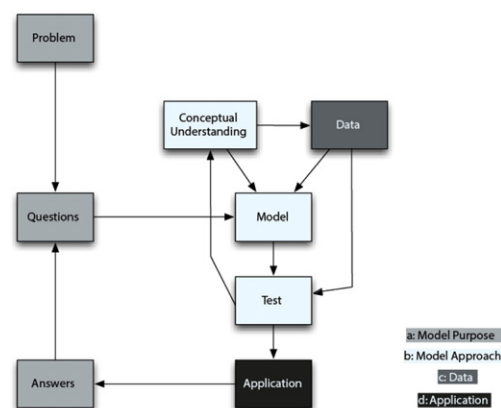 Problem
Conceptual
Understanding
Data
Questions
Model
Test
Answers
Application
a: Model Purpose
b: Model Approach
c: Data
d: Application